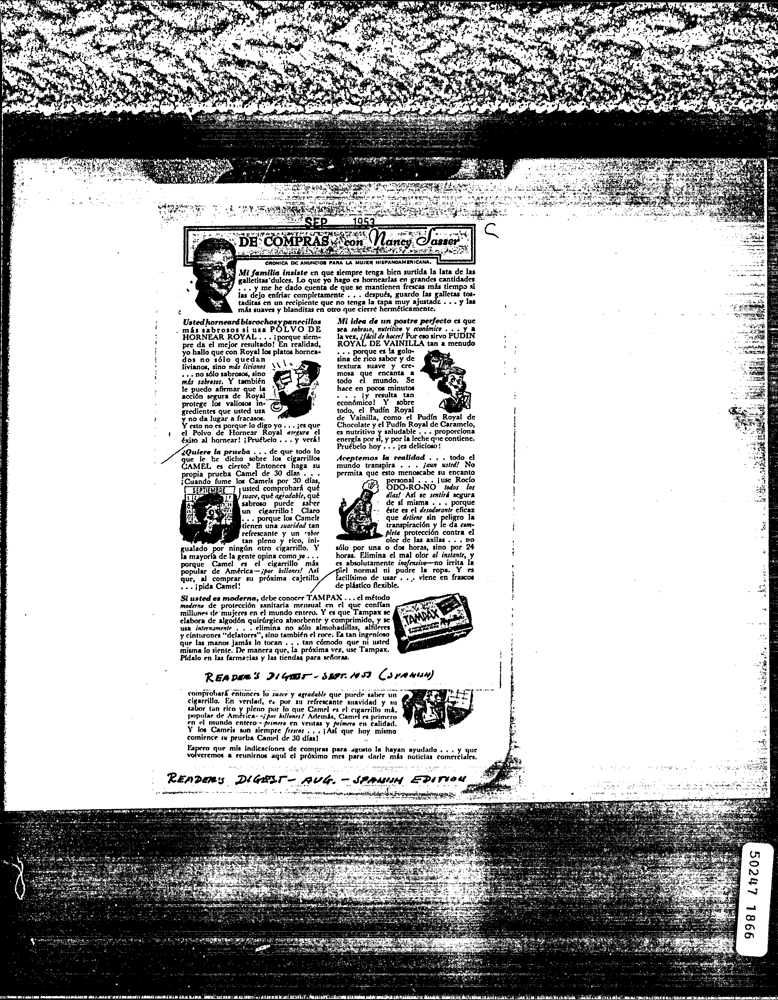 SEP 1953
C
DE COMPRAS con Nancy Sasser
CRONICA DE ANUNCIOS PARA LA MUJER HISPANOAMERICANA.
Mi familia insiste en que siempre tenga bien surtida la lata de las
galletitas dulces. Lo que yo hago es hornearlas en grandes cantidades
. . . y me he dado cuenta de que se mantienen frescas más tiempo si
las dejo enfriar completamente . . . después, guardo las galletas tos-
taditas en un recipiente que no tenga la tapa muy ajustada . . . y las
más suaves y blanditas en otro que cierre herméticamente.
Usted horneará bizcochos y panecillos
más sabrosos si usa POLVO DE
HORNEAR ROYAL . . . ¡porque siem-
pre da el mejor resultado! En realidad,
yo hallo que con Royal los platos hornea-
dos no sólo quedan
livianos, sino más livianos
. . . no sólo sabrosos, sino
más sabrosos. Y también
le puedo afirmar que la
acción segura de Royal
protege los valiosos in-
gredientes que usted usa
y no da lugar a fracasos.
Y esto no es porque lo digo yo . . . ¡es que
el Polvo de Hornear Royal asegura el
éxito al hornear! ¡Pruébelo . . . y verá!
¿Quiere la prueba . . . de que todo lo
que le he dicho sobre los cigarrillos
CAMEL es cierto? Entonces haga su
propia prueba Camel de 30 días . . .
¡Cuando fume los Camels por 30 días,
SEPTIEMBRE
usted comprobará qué
suave, qué agradable, qué
sabroso puede saber
un cigarrillo! Claro
. . . porque los Camels
tienen una suavidad tan
refrescante y un sabor
tan pleno y rico, ini-
gualado por ningún otro cigarrillo. Y
la mayoría de la gente opina como yo . . .
porque Camel es el cigarrillo más
popular de América—¡por billones! Así
que, al comprar su próxima cajetilla
. . . ¡pida Camel!
Mi idea de un postre perfecto es que
sea sabroso, nutritivo y económico . . . y a
la vez, ¡fácil de hacer! Por eso sirvo PUDIN
ROYAL DE VAINILLA tan a menudo
. . . porque es la golo-
sina de rico sabor y de
textura suave y cre-
mosa que encanta a
todo el mundo. Se
hace en pocos minutos
. . . ¡y resulta tan
económico! Y sobre
todo, el Pudín Royal
de Vainilla, como el Pudín Royal de
Chocolate y el Pudín Royal de Caramelo,
es nutritivo y saludable . . . proporciona
energía por sí, y por la leche que contiene.
Pruébelo hoy . . . ¡es delicioso!
Aceptemos la realidad . . . todo el
mundo transpira . . . ¡aun usted! No
permita que esto menoscabe su encanto
personal . . . ¡use Rocío
ODO-RO-NO todos los
días! Así se sentirá segura
de sí misma . . . porque
éste es el desodorante eficaz
que detiene sin peligro la
transpiración y le da com-
pleta protección contra el
olor de las axilas . . . no
sólo por una o dos horas, sino por 24
horas. Elimina el mal olor al instante, y
es absolutamente inofensivo—no irrita la
piel normal ni pudre la ropa. Y es
facilísimo de usar . . . viene en frascos
de plástico flexible.
Si usted es moderna, debe conocer TAMPAX . . . el método
moderno de protección sanitaria mensual en el que confían
millones de mujeres en el mundo entero. Y es que Tampax se
elabora de algodón quirúrgico absorbente y comprimido, y se
usa internamente . . . elimina no sólo almohadillas, alfileres
y cinturones “delatores”, sino también el roce. Es tan ingenioso
que las manos jamás lo tocan . . . tan cómodo que ni usted
misma lo siente. De manera que, la próxima vez, use Tampax.
Pídalo en las farmacias y las tiendas para señoras.
TAMPAX
READER'S DIGEST - SEPT. 1953 (SPANISH)
comprobará entonces lo suave y agradable que puede saber un
cigarrillo. En verdad, es por su refrescante suavidad y su
sabor tan rico y pleno por lo que Camel es el cigarrillo más
popular de América—¡por billones! Además, Camel es primero
en el mundo entero—primero en ventas y primero en calidad.
Y los Camels son siempre frescos . . . ¡Así que hoy mismo
comience su prueba Camel de 30 días!
Espero que mis indicaciones de compras para agosto la hayan ayudado . . . y que
volveremos a reunirnos aquí el próximo mes para darle más noticias comerciales.
READER'S DIGEST - AUG. - SPANISH EDITION
50247 1866